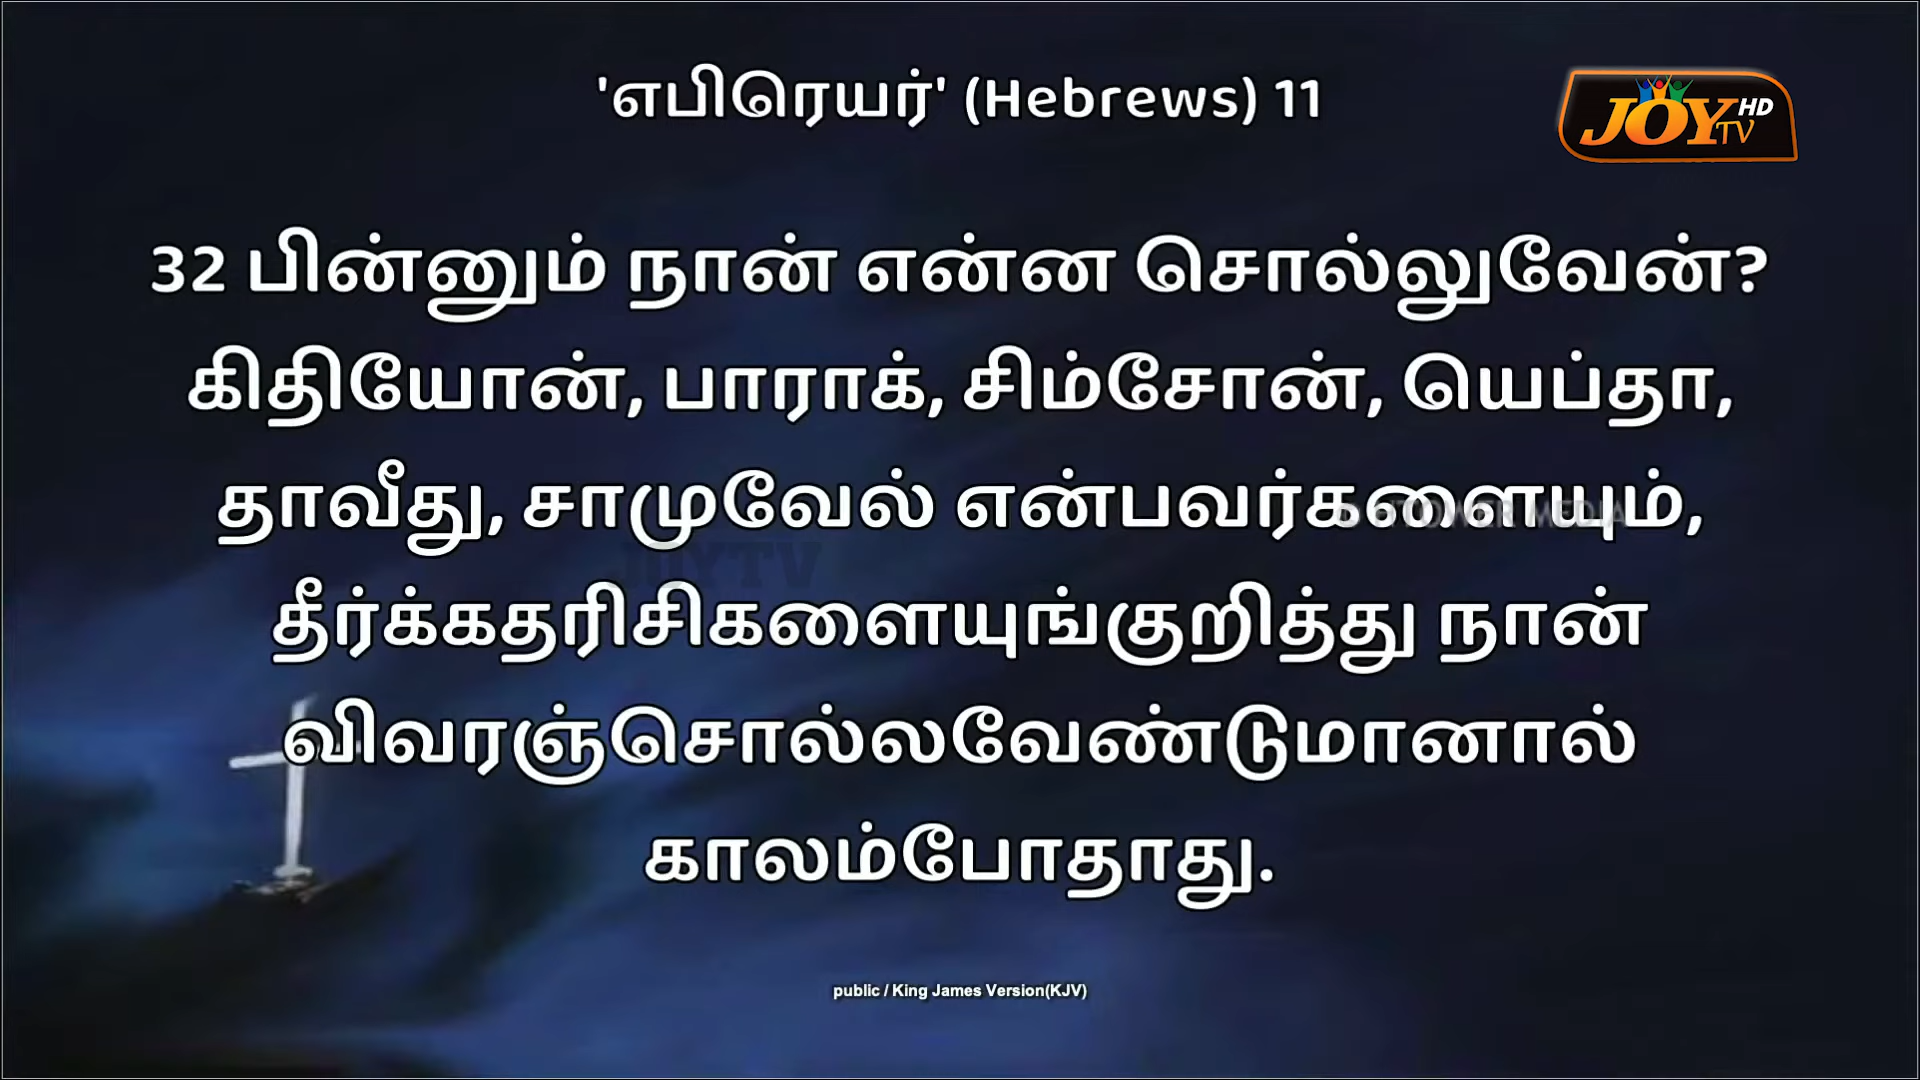 'எபிரெயர்' (Hebrews) 11
JOY TV HD
32 பின்னும் நான் என்ன சொல்லுவேன்?
கிதியோன், பாராக், சிம்சோன், யெப்தா,
தாவீது, சாமுவேல் என்பவர்களையும்,
JOYTV
தீர்க்கதரிசிகளையுங்குறித்து நான்
விவரஞ்சொல்லவேண்டுமானால்
காலம்போதாது.
public / King James Version(KJV)